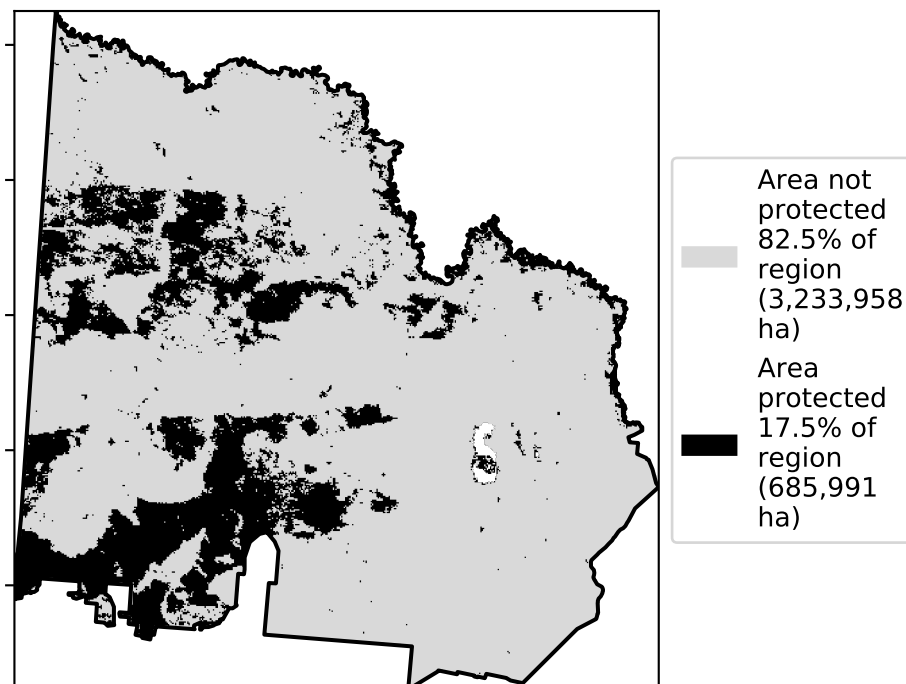 Area not
protected
82.5% of
region
(3,233,958
ha)
Area
protected
17.5% of
region
(685,991
ha)